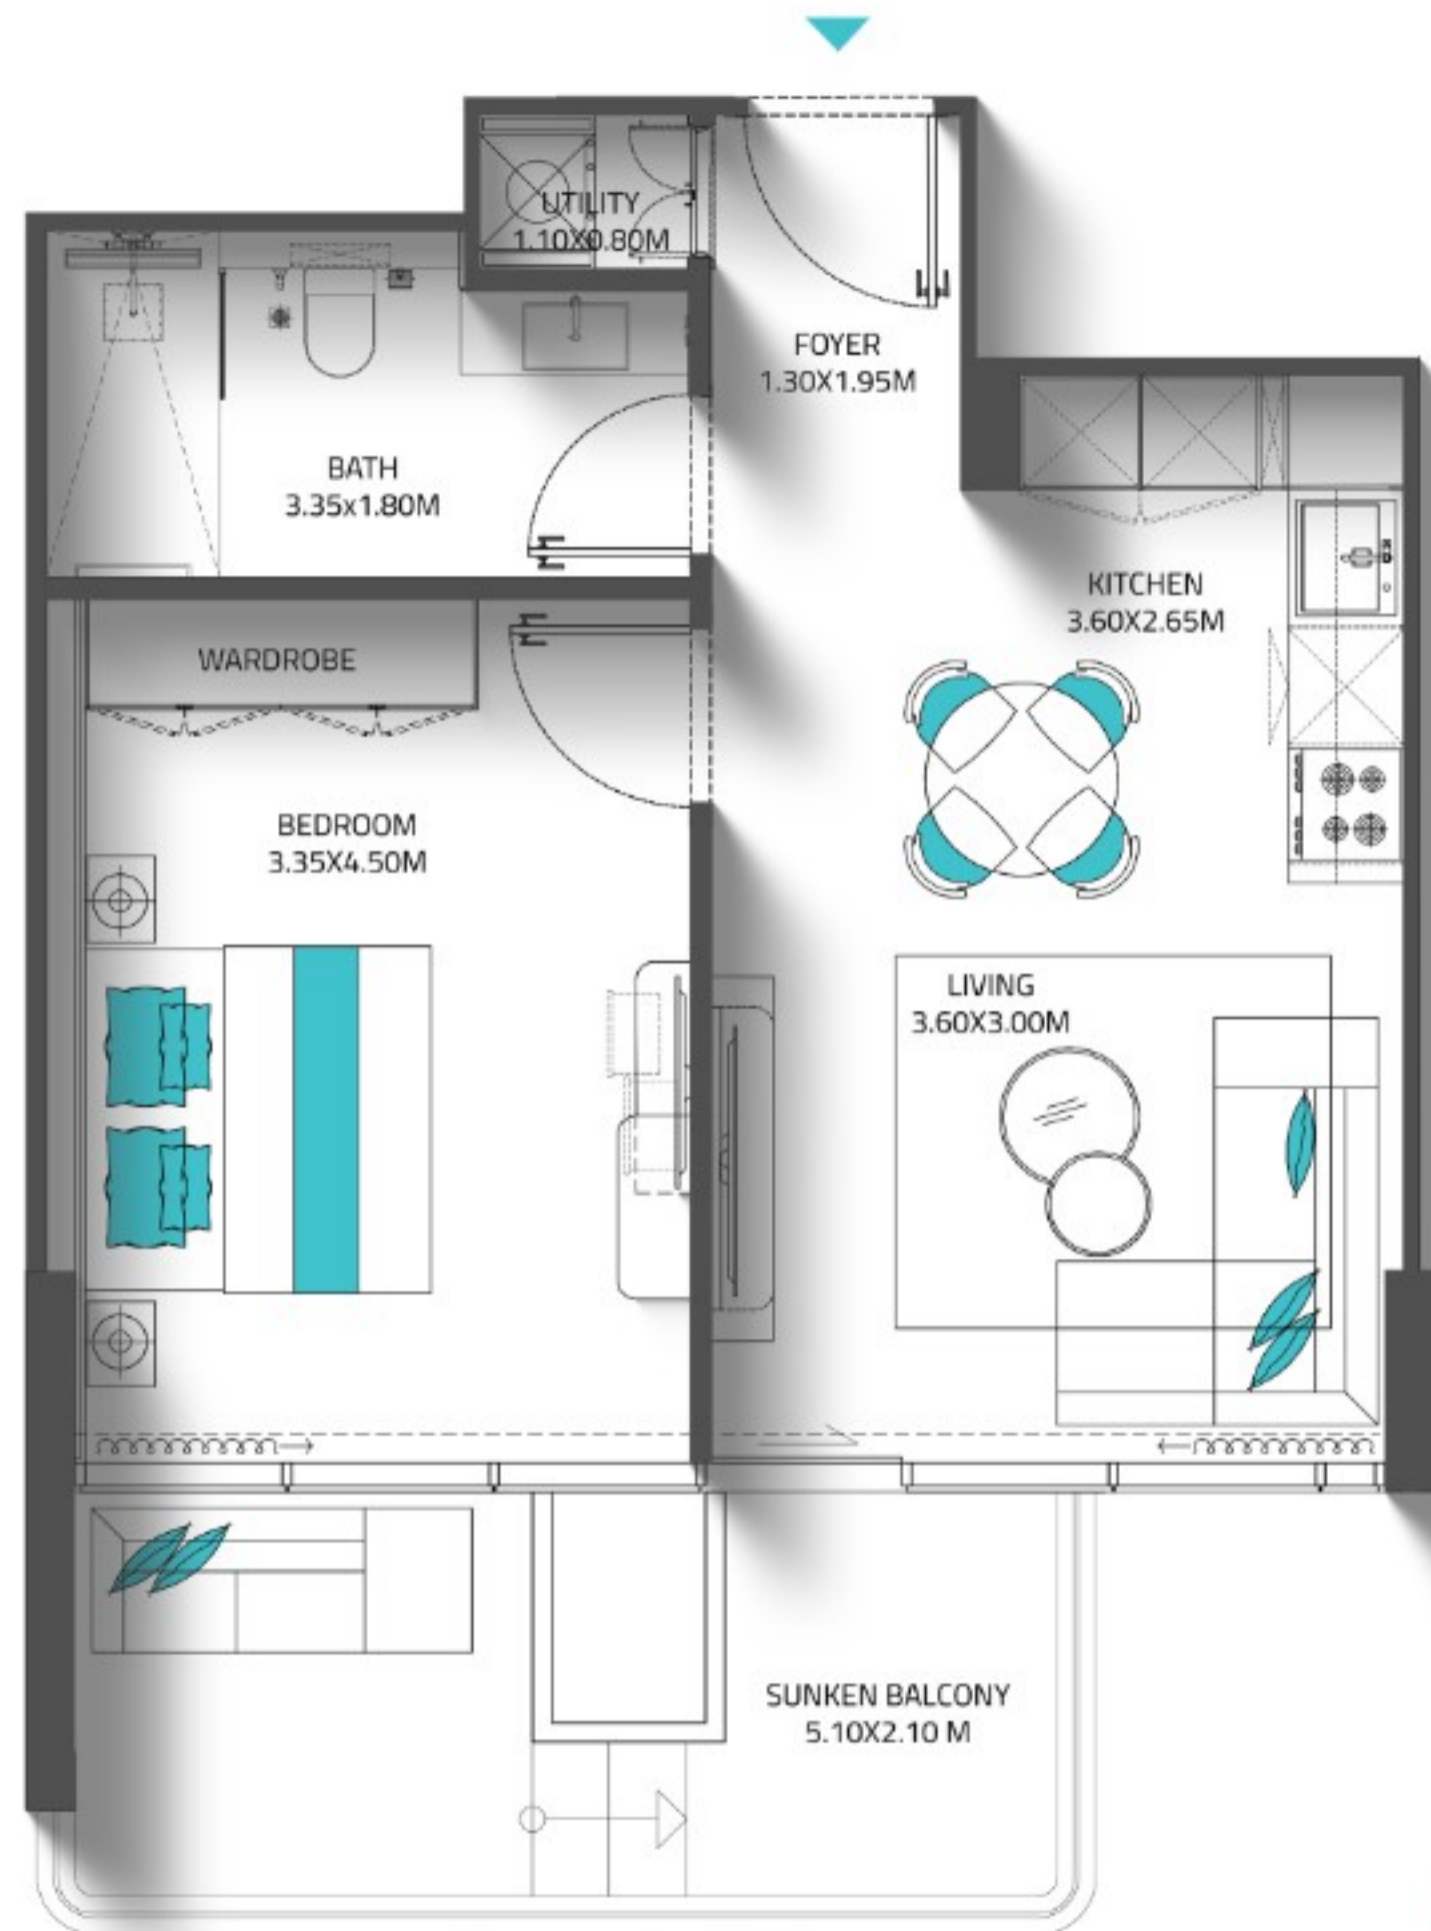 UTILITY
1.10X0.80M
FOYER
1.30X1.95M
BATH
3.35x1.80M
KITCHEN
3.60X2.65M
WARDROBE
BEDROOM
3.35X4.50M
LIVING
3.60X3.00M
SUNKEN BALCONY
5.10X2.10 M